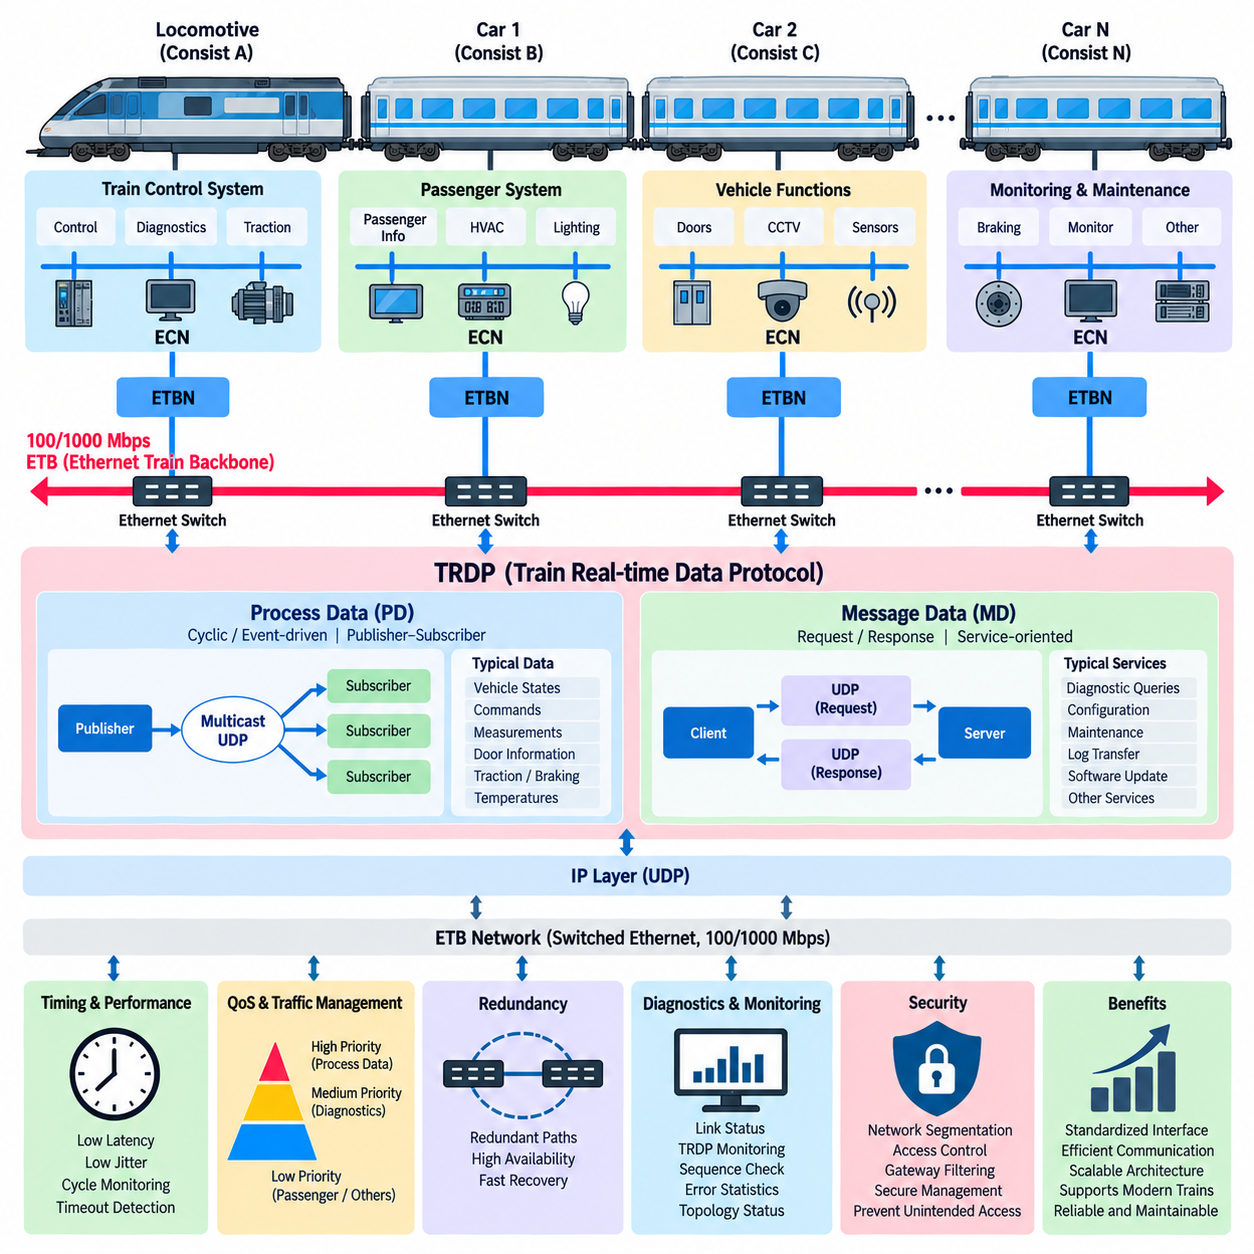 Locomotive
(Consist A)
Car 1
(Consist B)
Car 2
(Consist C)
Car N
(Consist N)
Train Control System
Control
Diagnostics
Traction
ECN
Passenger System
Passenger
Info
HVAC
Lighting
ECN
Vehicle Functions
Doors
CCTV
Sensors
ECN
Monitoring & Maintenance
Braking
Monitor
Other
ECN
ETBN
ETBN
ETBN
ETBN
100/1000 Mbps
ETB (Ethernet Train Backbone)
Ethernet Switch
Ethernet Switch
Ethernet Switch
Ethernet Switch
TRDP (Train Real-time Data Protocol)
Process Data (PD)
Cyclic / Event-driven | Publisher–Subscriber
Publisher
Multicast
UDP
Subscriber
Subscriber
Subscriber
Typical Data
Vehicle States
Commands
Measurements
Door Information
Traction / Braking
Temperatures
Message Data (MD)
Request / Response | Service-oriented
Client
UDP
(Request)
UDP
(Response)
Server
Typical Services
Diagnostic Queries
Configuration
Maintenance
Log Transfer
Software Update
Other Services
IP Layer (UDP)
ETB Network (Switched Ethernet, 100/1000 Mbps)
Timing & Performance
Low Latency
Low Jitter
Cycle Monitoring
Timeout Detection
QoS & Traffic Management
High Priority
(Process Data)
Medium Priority
(Diagnostics)
Low Priority
(Passenger / Others)
Redundancy
Redundant Paths
High Availability
Fast Recovery
Diagnostics & Monitoring
Link Status
TRDP Monitoring
Sequence Check
Error Statistics
Topology Status
Security
Network Segmentation
Access Control
Gateway Filtering
Secure Management
Prevent Unintended Access
Benefits
Standardized Interface
Efficient Communication
Scalable Architecture
Supports Modern Trains
Reliable and Maintainable